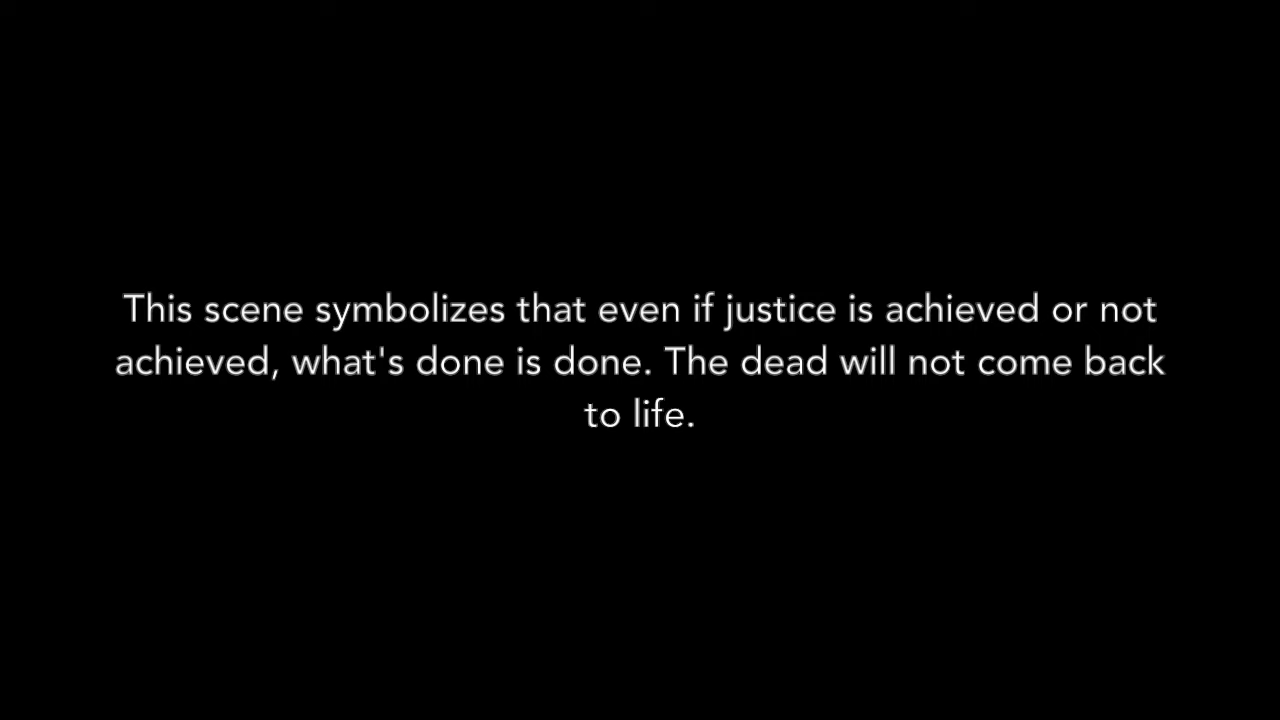 This scene symbolizes that even if justice is achieved or not
achieved, what's done is done. The dead will not come back
to life.